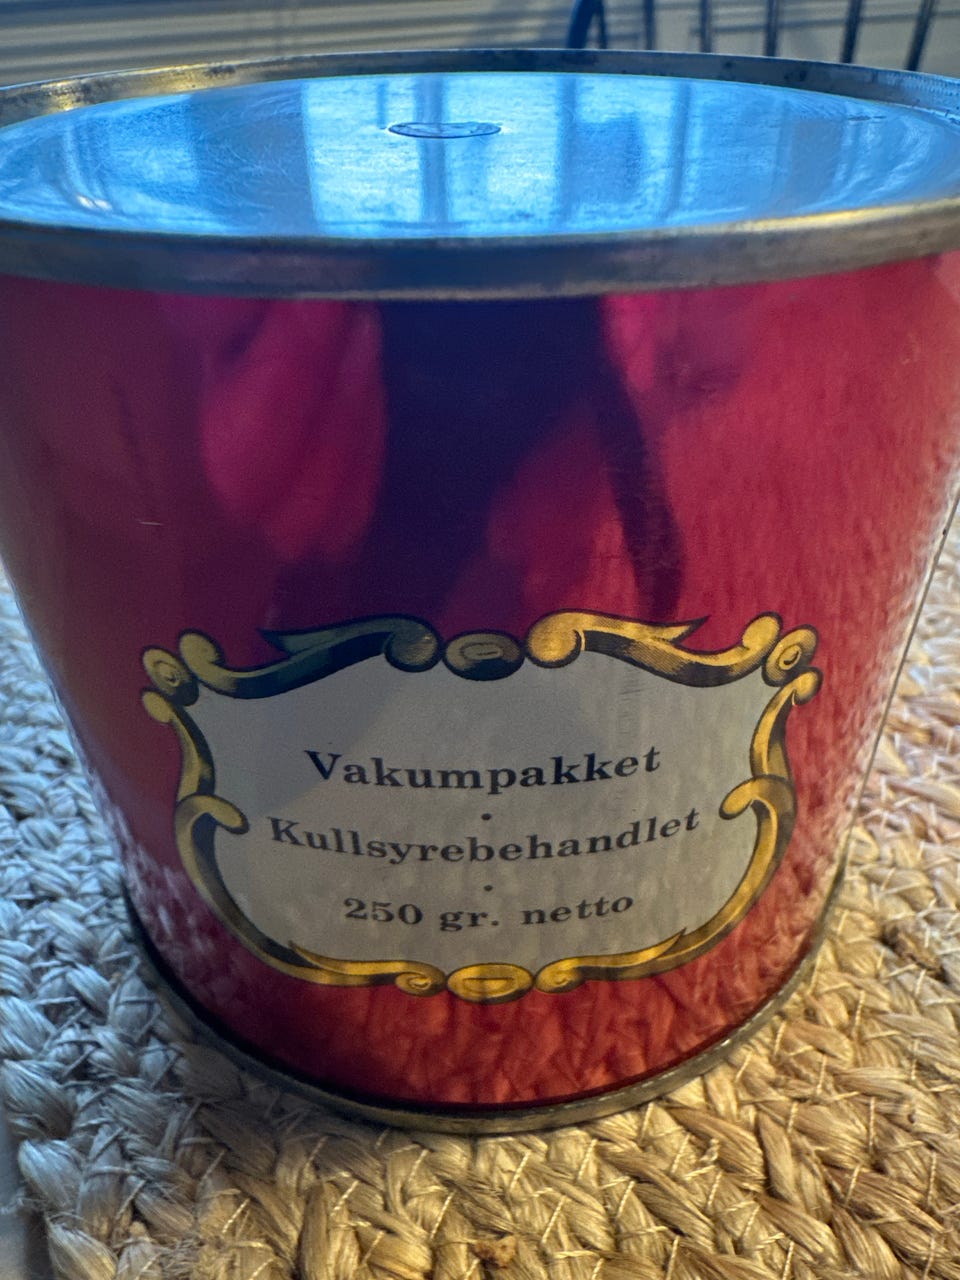 Vakumpakket
•
Kullsyrebehandlet
•
250 gr. netto